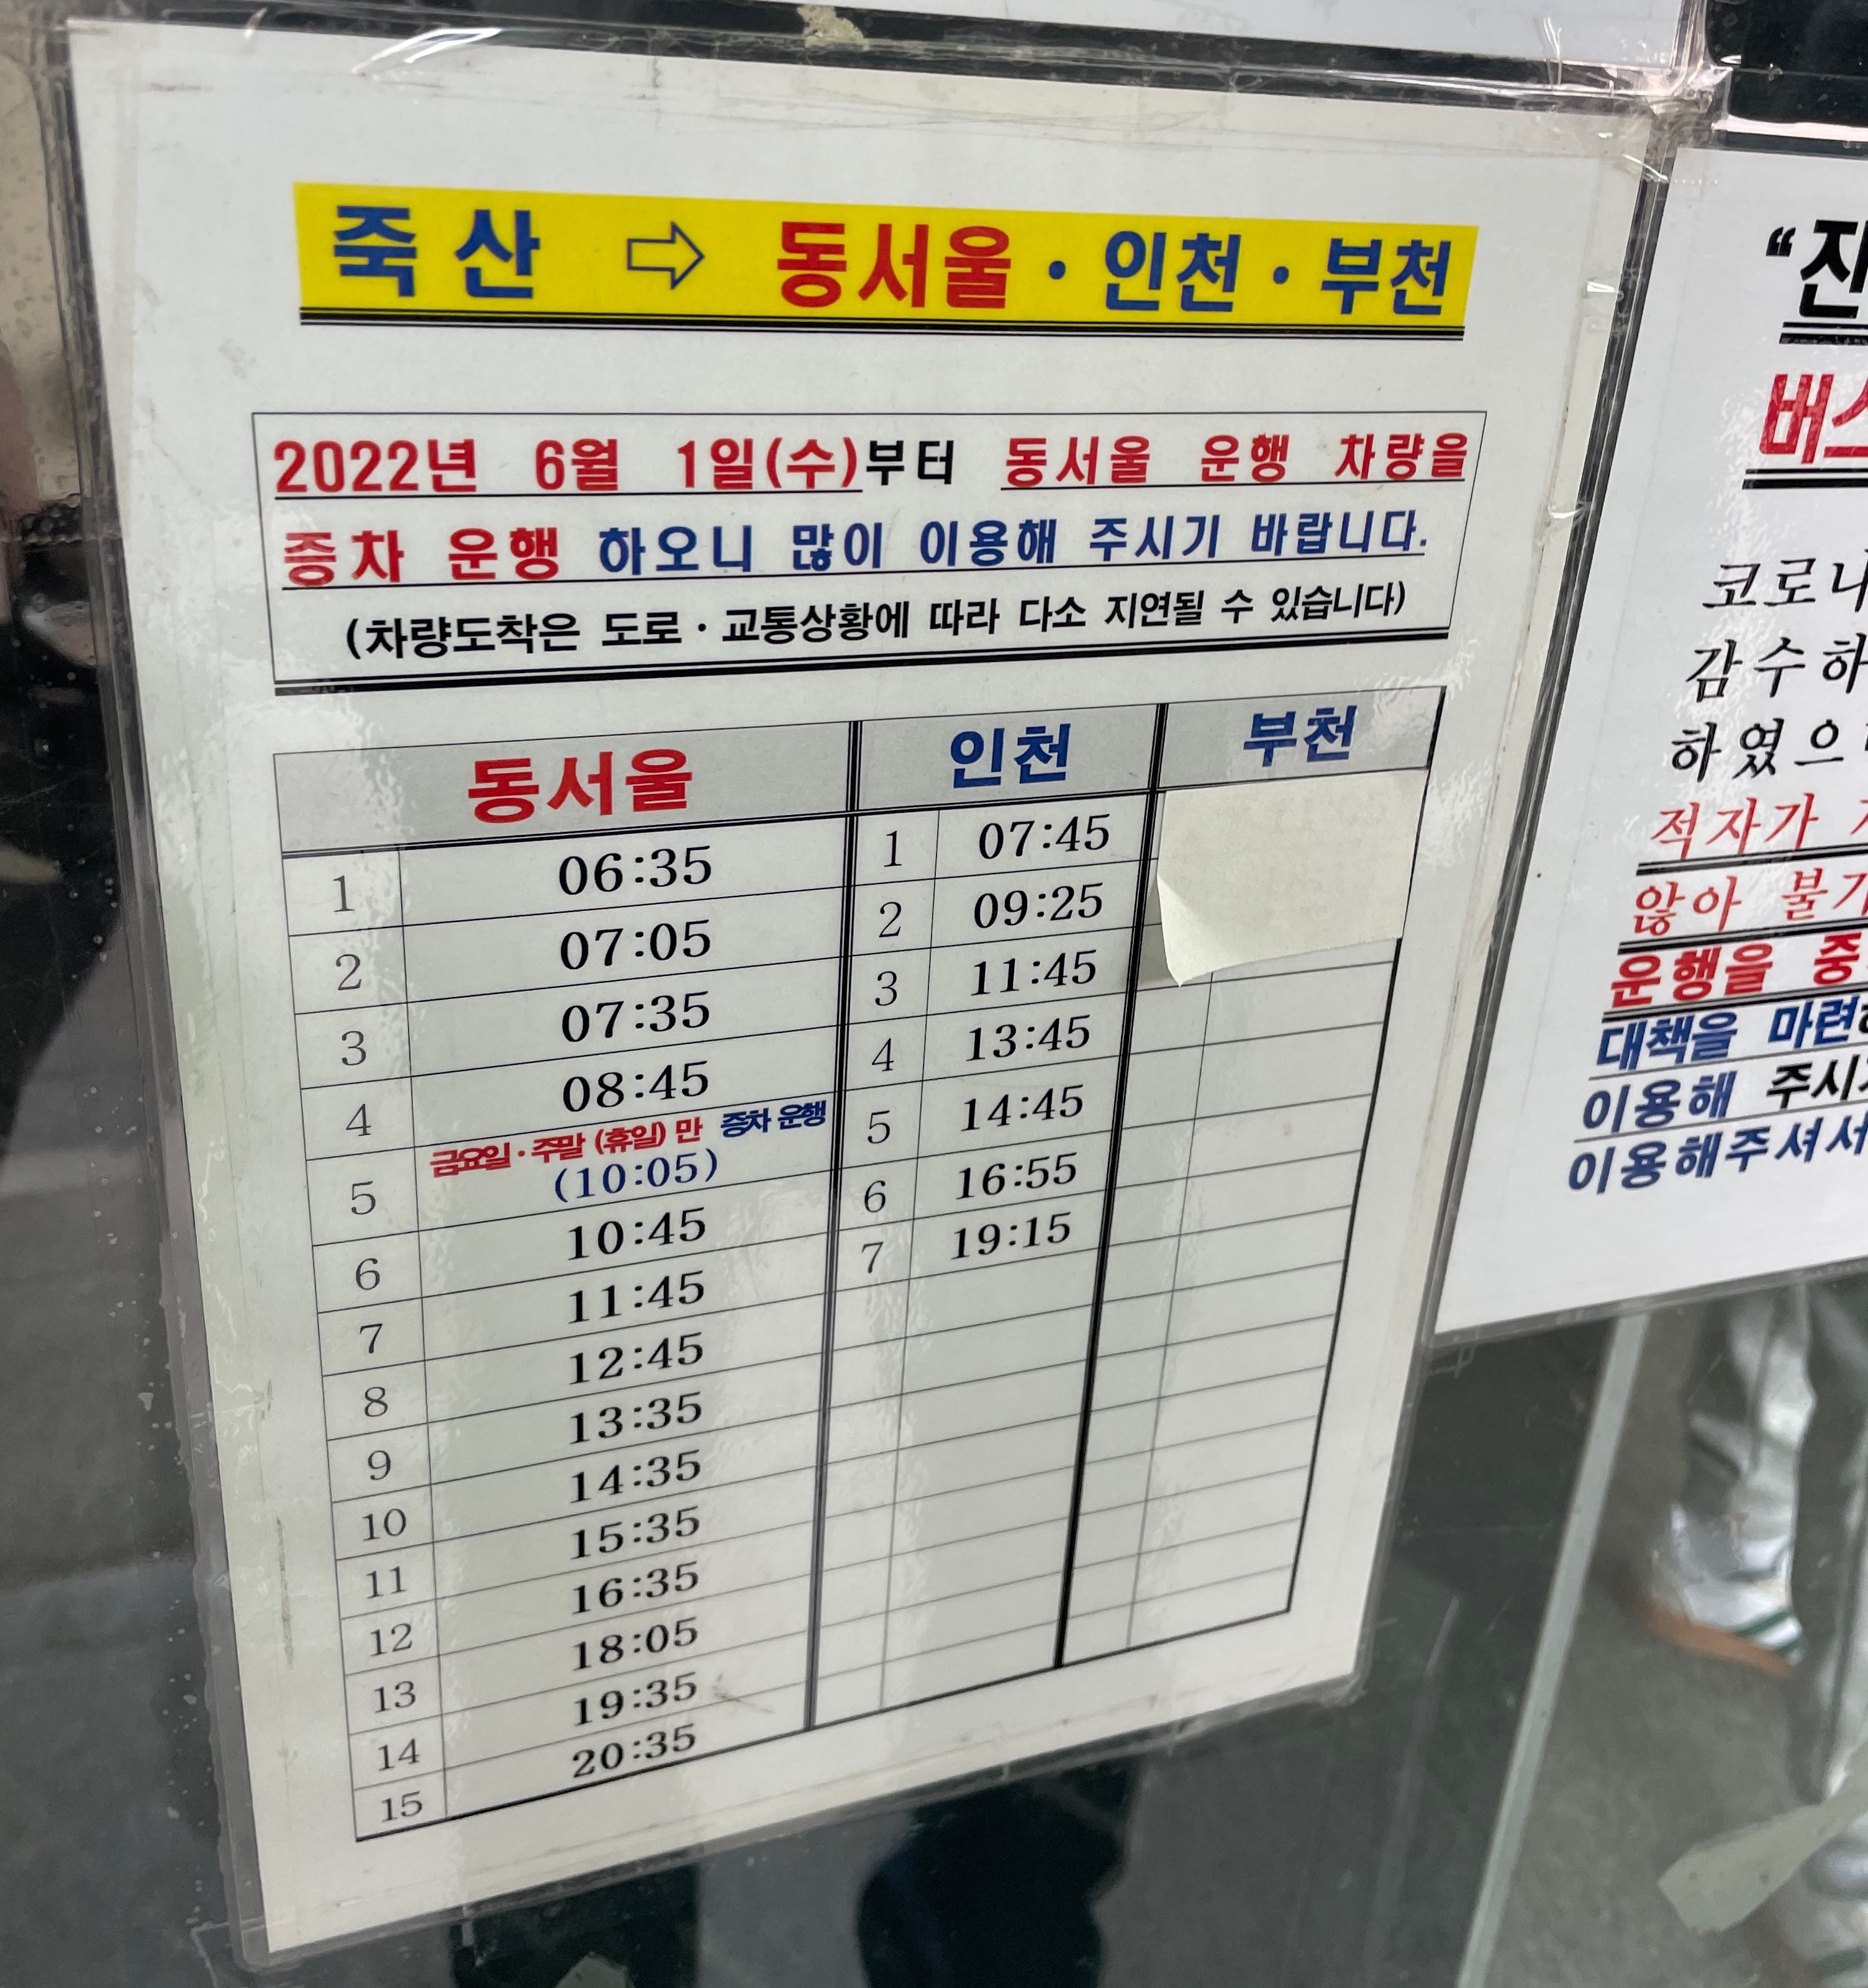 죽산 ⇨ 동서울 · 인천 · 부천
2022년 6월 1일(수)부터 동서울 운행 차량을
증차 운행 하오니 많이 이용해 주시기 바랍니다.
(차량도착은 도로 · 교통상황에 따라 다소 지연될 수 있습니다)
동서울 인천 부천
1 06:35 1 07:45
2 07:05 2 09:25
3 07:35 3 11:45
4 08:45 4 13:45
금요일 · 주말 (휴일) 만 증차 운행
5 (10:05) 5 14:45
6 10:45 6 16:55
7 11:45 7 19:15
8 12:45
9 13:35
10 14:35
11 15:35
12 16:35
13 18:05
14 19:35
15 20:35
“진
버스
코로나
감수하
하였으
적자가
않아 불가
운행을 중
대책을 마련하
이용해 주시기
이용해주셔서